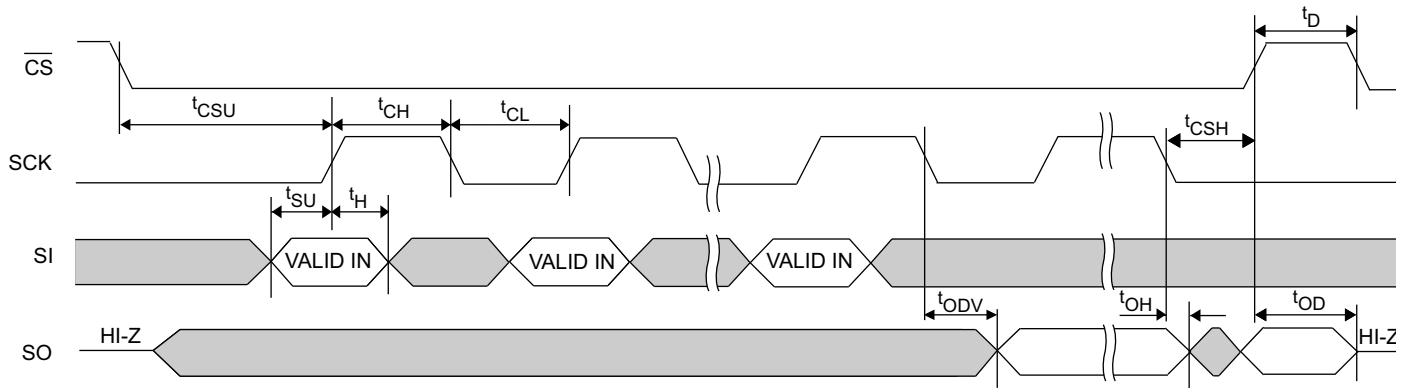 t_D
C̅S̅
t_CSU t_CH t_CL
t_CSH
SCK
t_SU t_H
SI VALID IN VALID IN VALID IN
t_ODV t_OH t_OD
HI-Z HI-Z
SO